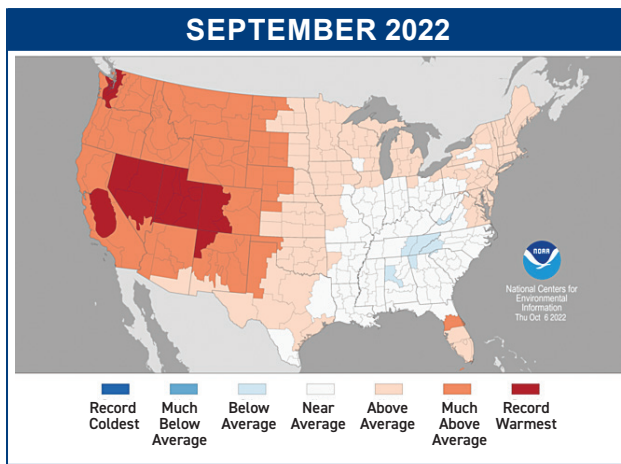 SEPTEMBER 2022
NOAA
National Centers for
Environmental
Information
Thu Oct 6 2022
Record
Coldest
Much
Below
Average
Below
Average
Near
Average
Above
Average
Much
Above
Average
Record
Warmest